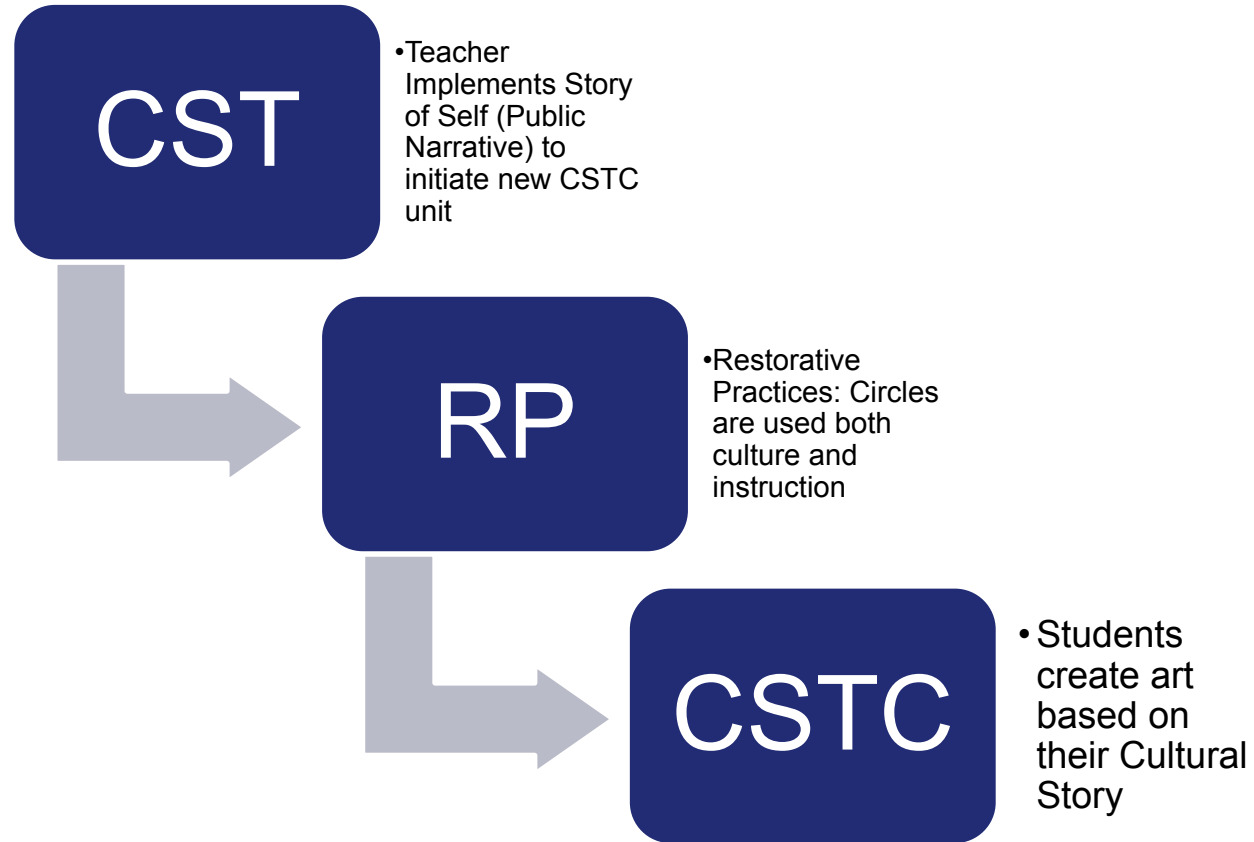 CST
•Teacher
Implements Story
of Self (Public
Narrative) to
initiate new CSTC
unit
RP
•Restorative
Practices: Circles
are used both
culture and
instruction
CSTC
•Students
create art
based on
their Cultural
Story